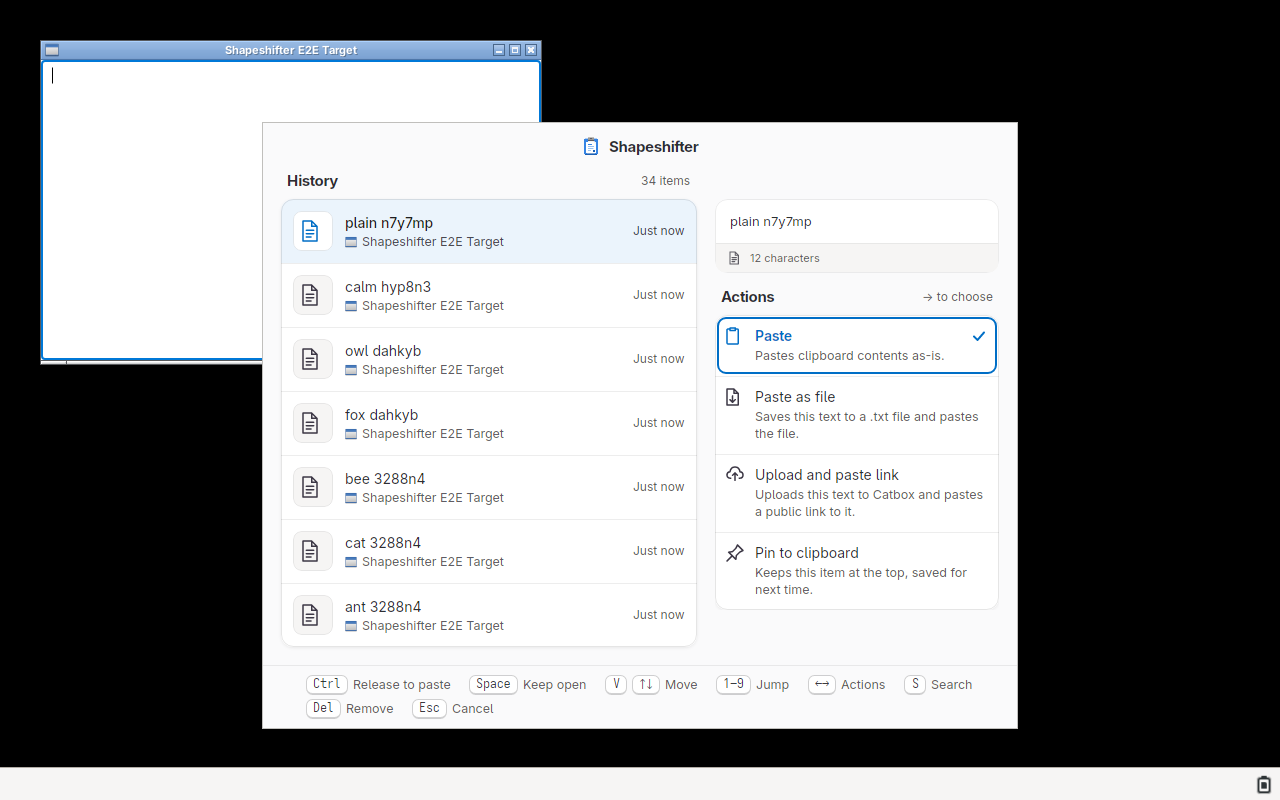 Shapeshifter E2E Target
Shapeshifter
History
34 items
plain n7y7mp
Shapeshifter E2E Target
Just now
calm hyp8n3
Shapeshifter E2E Target
Just now
owl dahkyb
Shapeshifter E2E Target
Just now
fox dahkyb
Shapeshifter E2E Target
Just now
bee 3288n4
Shapeshifter E2E Target
Just now
cat 3288n4
Shapeshifter E2E Target
Just now
ant 3288n4
Shapeshifter E2E Target
Just now
plain n7y7mp
12 characters
Actions
→ to choose
Paste
Pastes clipboard contents as-is.
Paste as file
Saves this text to a .txt file and pastes
the file.
Upload and paste link
Uploads this text to Catbox and pastes
a public link to it.
Pin to clipboard
Keeps this item at the top, saved for
next time.
Ctrl Release to paste Space Keep open V ↑↓ Move 1–9 Jump ↔ Actions S Search
Del Remove Esc Cancel